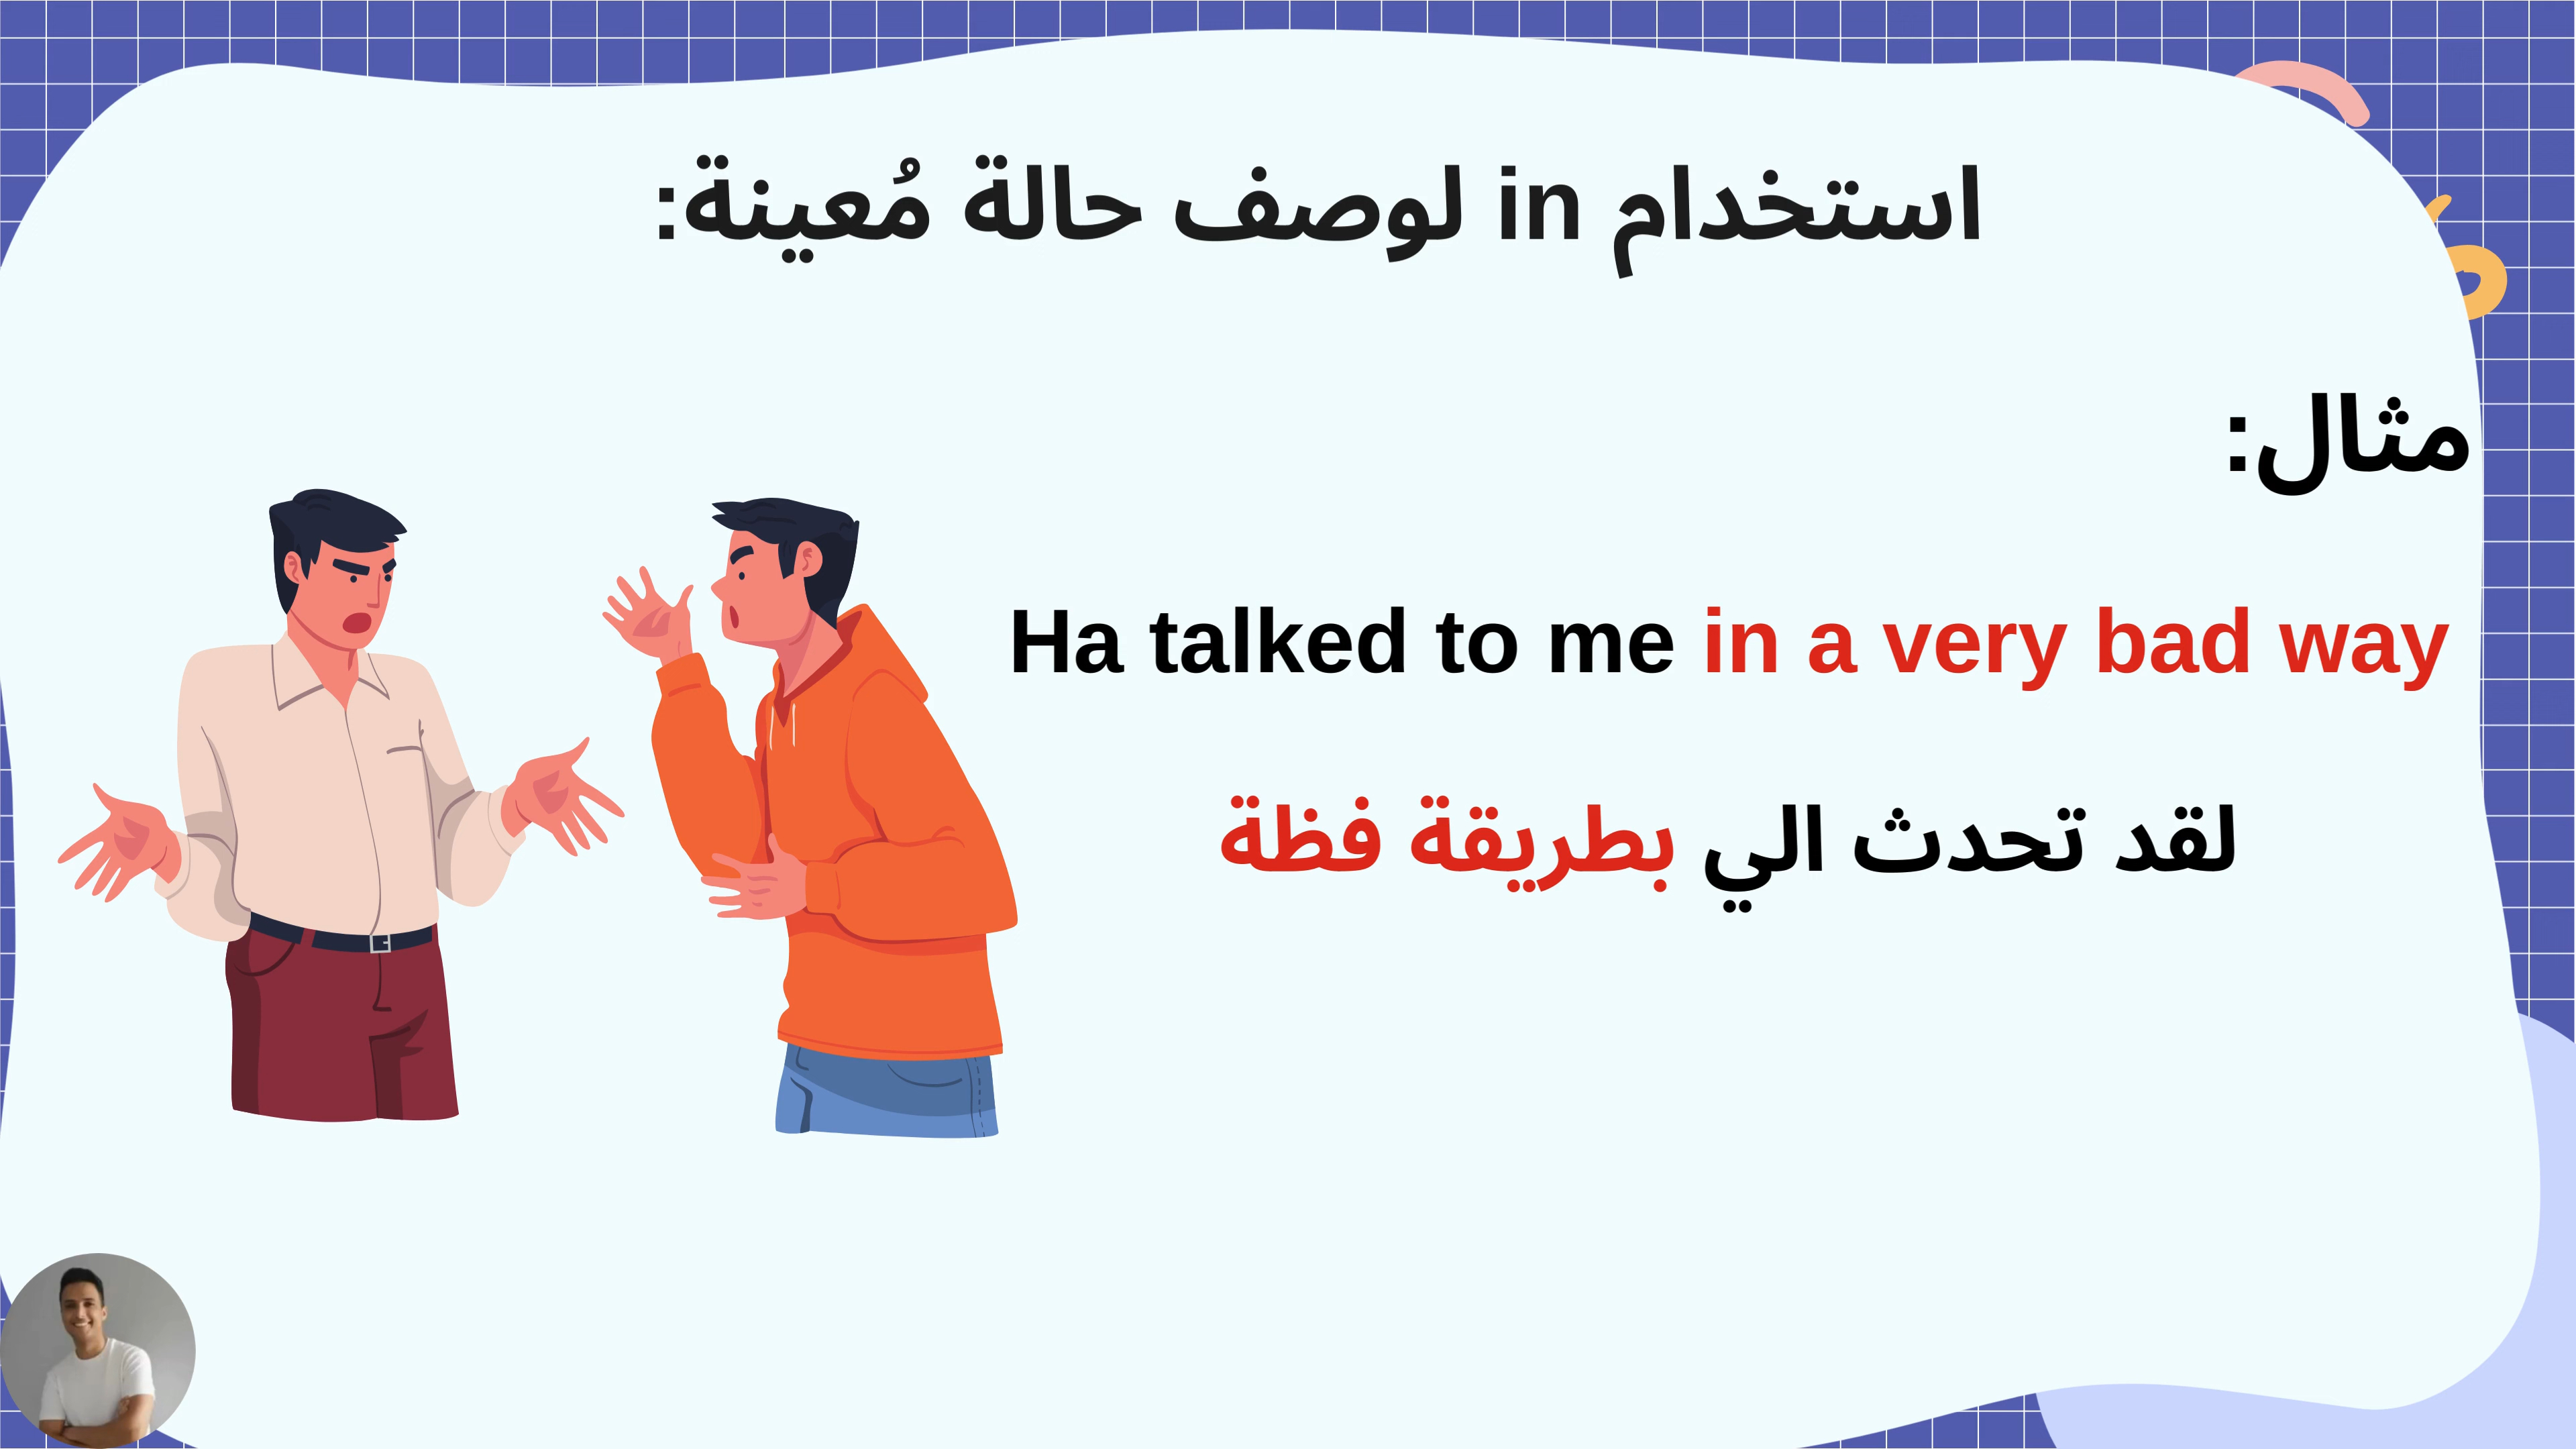 استخدام in لوصف حالة مُعينة:
مثال:
Ha talked to me in a very bad way
لقد تحدث الي بطريقة فظة